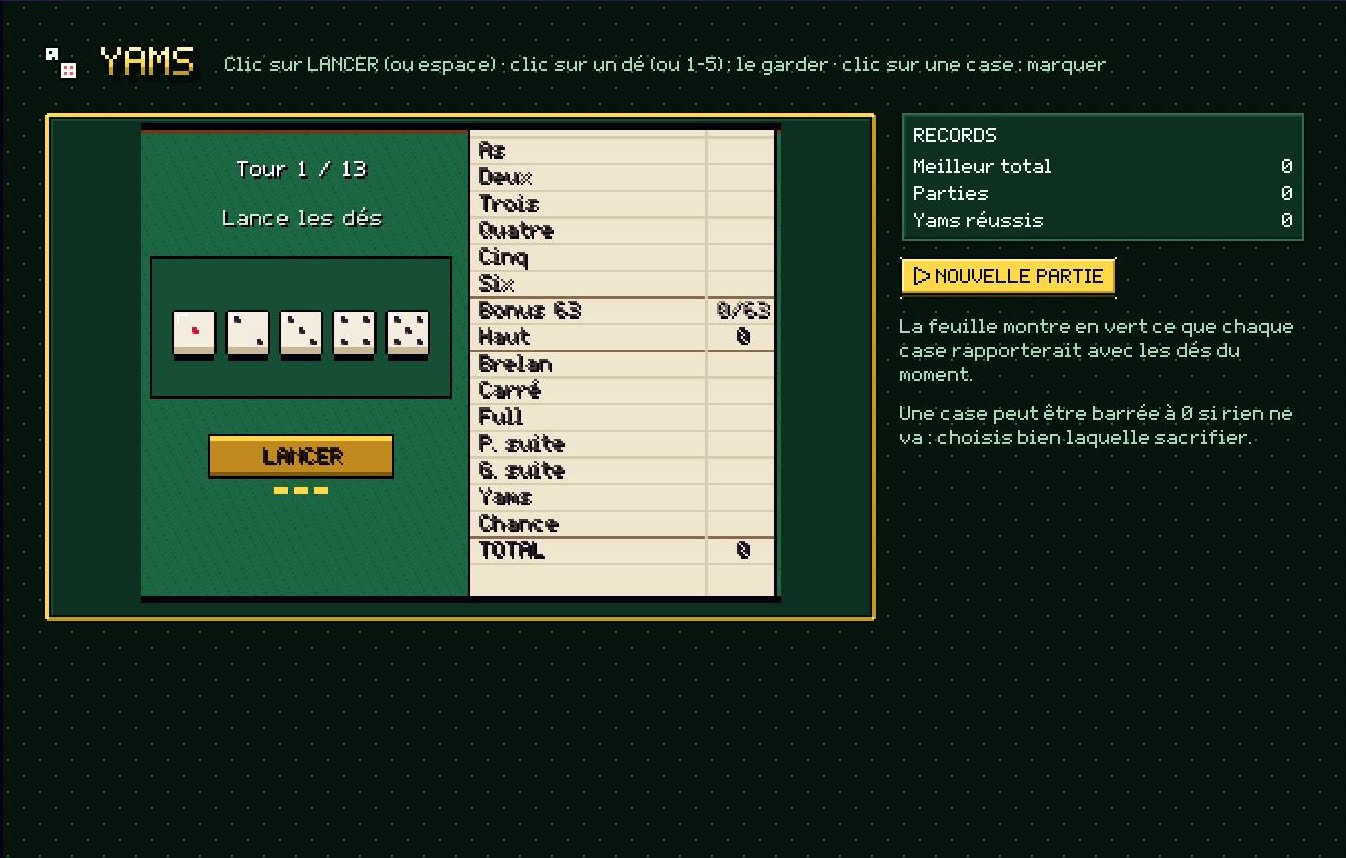 YAMS
Clic sur LANCER (ou espace) · clic sur un dé (ou 1-5) : le garder · clic sur une case : marquer
Tour 1 / 13
Lance les dés
LANCER
As
Deux
Trois
Quatre
Cinq
Six
Bonus 63 0/63
Haut 0
Brelan
Carré
Full
P. suite
G. suite
Yams
Chance
TOTAL 0
RECORDS
Meilleur total 0
Parties 0
Yams réussis 0
NOUVELLE PARTIE
La feuille montre en vert ce que chaque
case rapporterait avec les dés du
moment.
Une case peut être barrée à 0 si rien ne
va : choisis bien laquelle sacrifier.